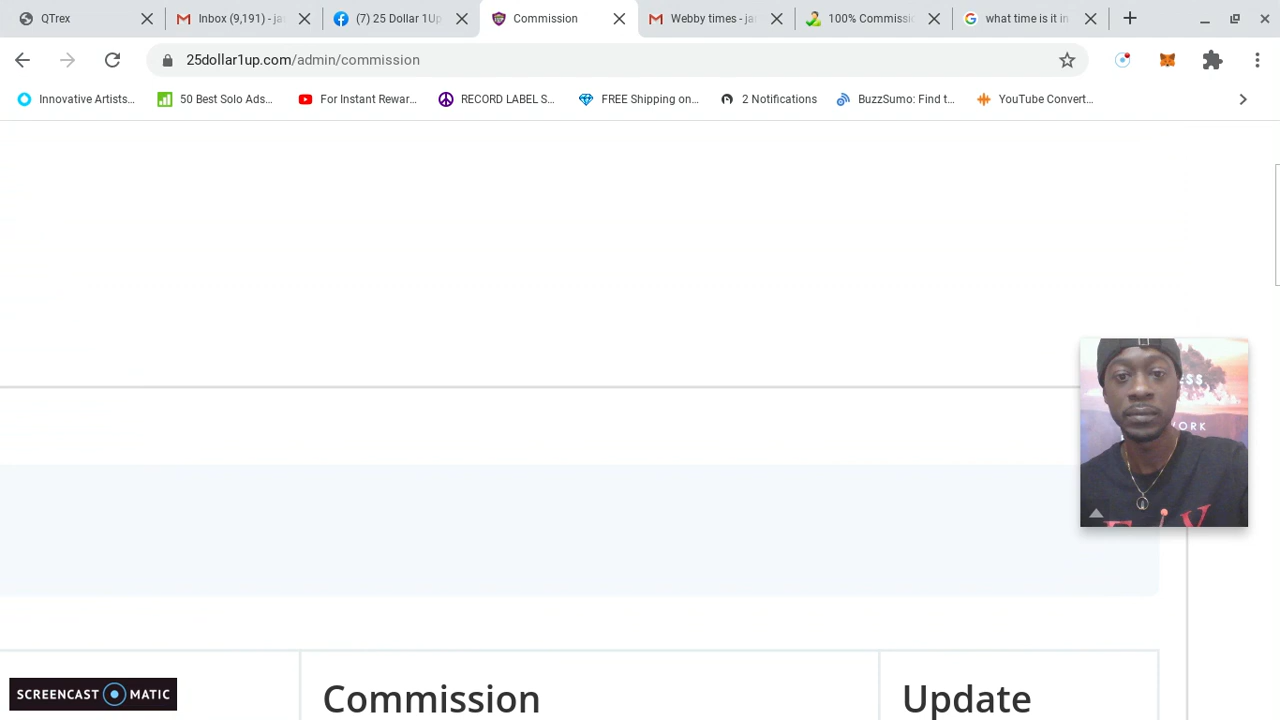 QTrex
Inbox (9,191) - ja
(7) 25 Dollar 1Up
Commission
Webby times - ja
100% Commissi
what time is it in
25dollar1up.com/admin/commission
Innovative Artists...
50 Best Solo Ads...
For Instant Rewar...
RECORD LABEL S...
FREE Shipping on...
2 Notifications
BuzzSumo: Find t...
YouTube Convert...
ESS
WORK
SCREENCAST MATIC
Commission
Update